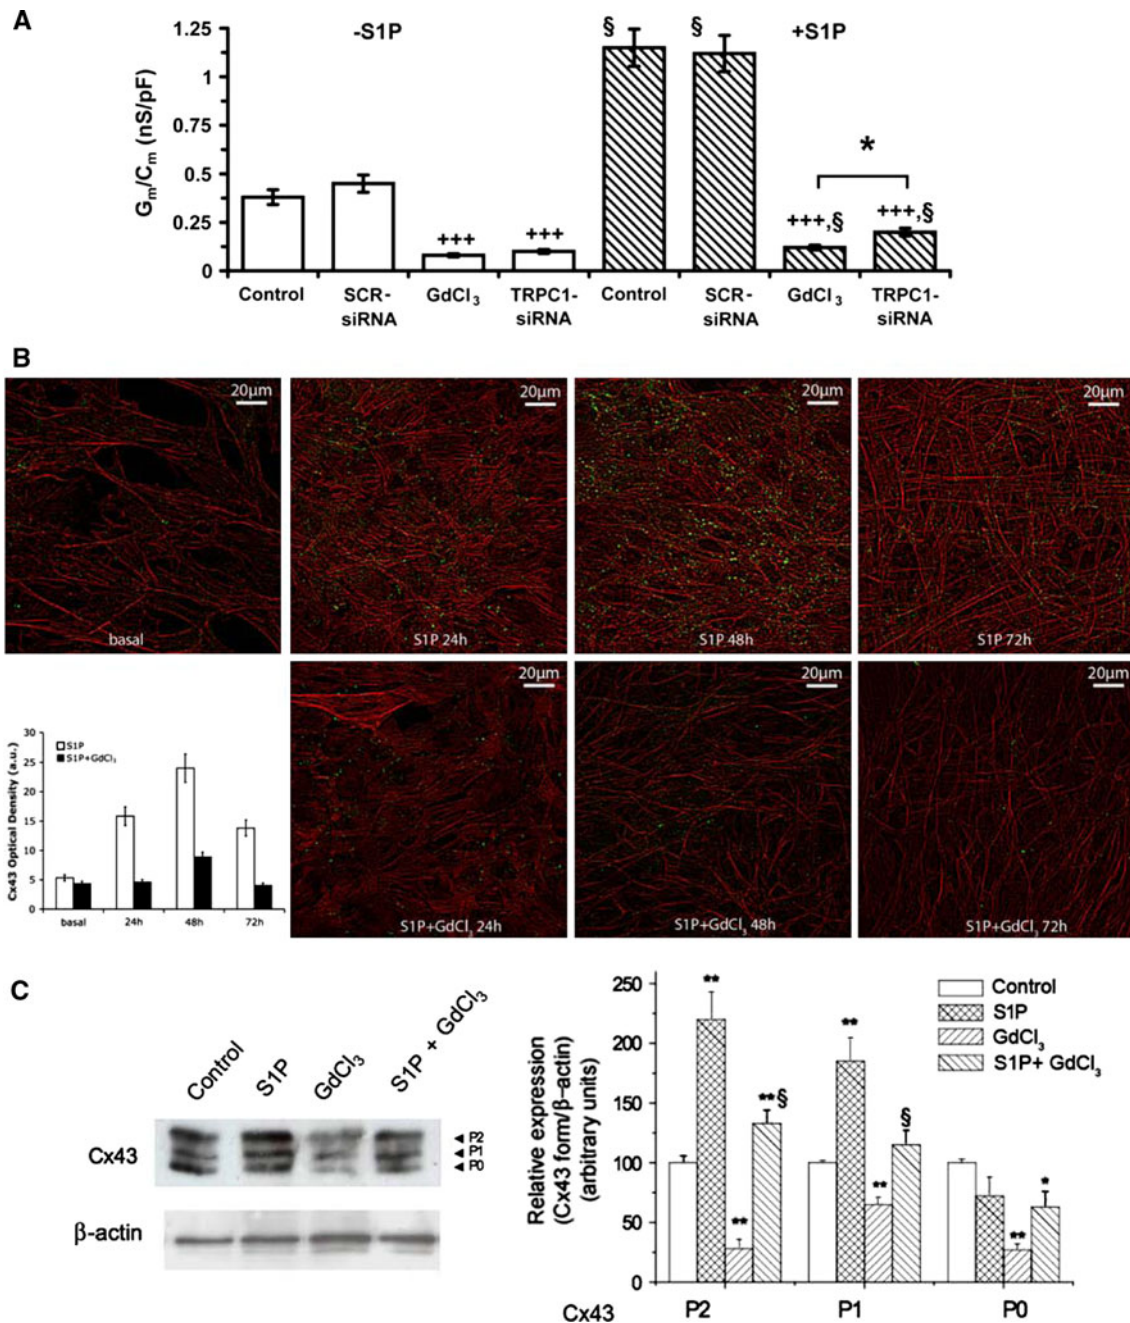 A
-S1P
+S1P
Gm/Cm (nS/pF)
1.25
1
0.75
0.5
0.25
0
§
§
*
+++
+++
+++,§
+++,§
Control
SCR-siRNA
GdCl3
TRPC1-siRNA
Control
SCR-siRNA
GdCl3
TRPC1-siRNA
B
20µm
basal
20µm
S1P 24h
20µm
S1P 48h
20µm
S1P 72h
Cx43 Optical Density (a.u.)
30
25
20
15
10
5
0
S1P
S1P+GdCl3
basal
24h
48h
72h
20µm
S1P+GdCl3 24h
20µm
S1P+GdCl3 48h
20µm
S1P+GdCl3 72h
C
Control
S1P
GdCl3
S1P + GdCl3
Cx43
P2
P1
P0
β-actin
Relative expression
(Cx43 form/β-actin)
(arbitrary units)
250
200
150
100
50
0
**
**
**§
**
**
§
**
*
Control
S1P
GdCl3
S1P+ GdCl3
Cx43
P2
P1
P0